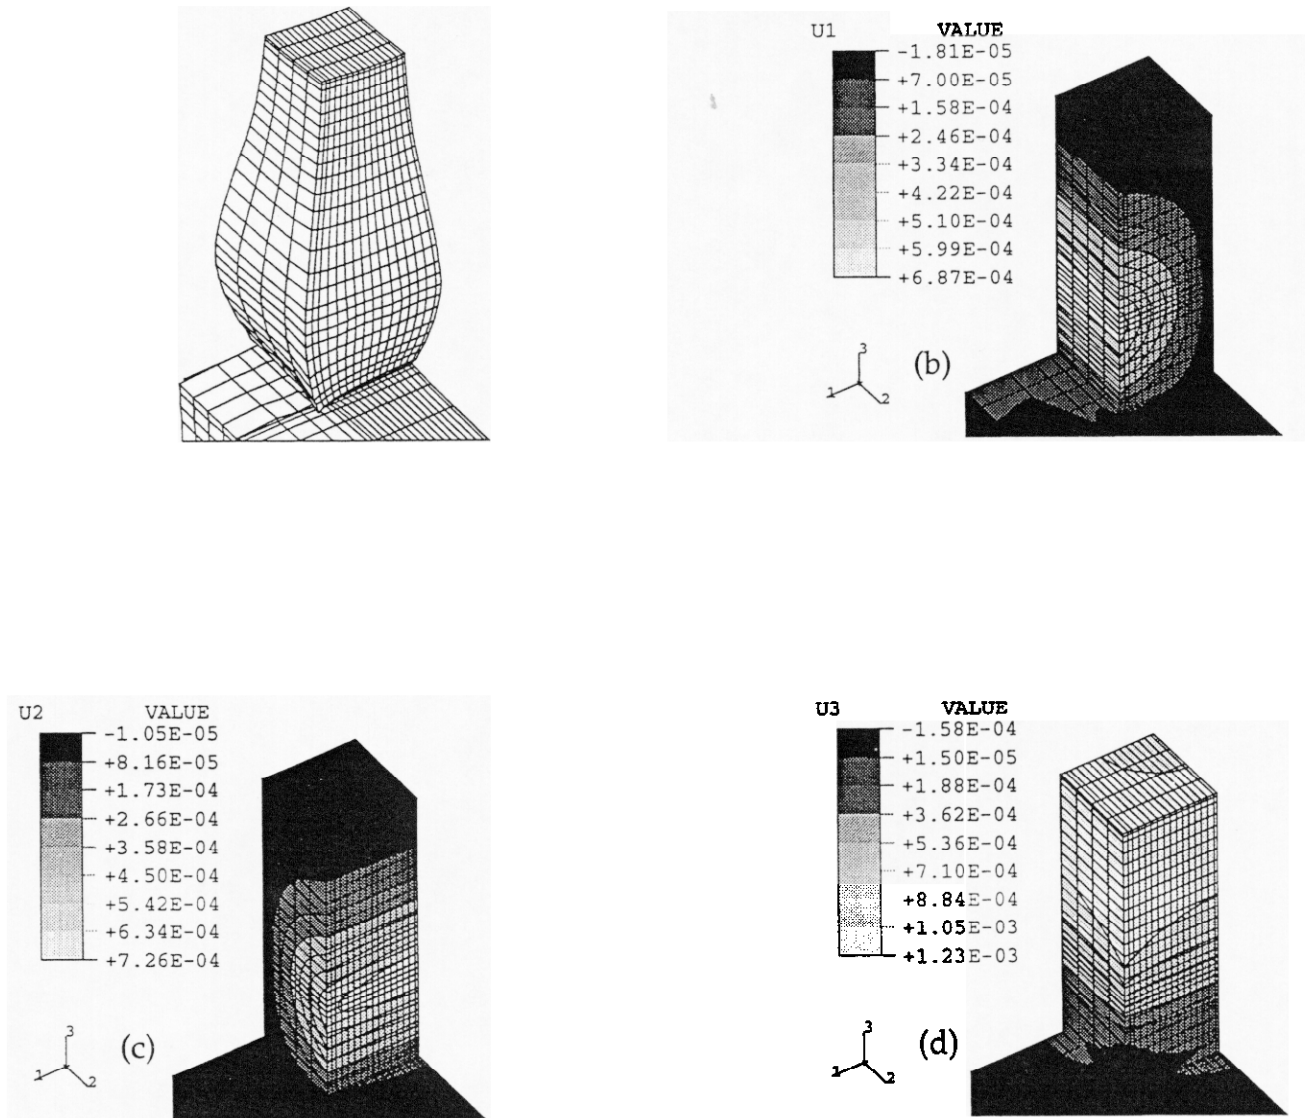 U1 VALUE
-1.81E-05
+7.00E-05
+1.58E-04
+2.46E-04
+3.34E-04
+4.22E-04
+5.10E-04
+5.99E-04
+6.87E-04
3
1
2
(b)
U2 VALUE
-1.05E-05
+8.16E-05
+1.73E-04
+2.66E-04
+3.58E-04
+4.50E-04
+5.42E-04
+6.34E-04
+7.26E-04
3
1
2
(c)
U3 VALUE
-1.58E-04
+1.50E-05
+1.88E-04
+3.62E-04
+5.36E-04
+7.10E-04
+8.84E-04
+1.05E-03
+1.23E-03
3
1
2
(d)